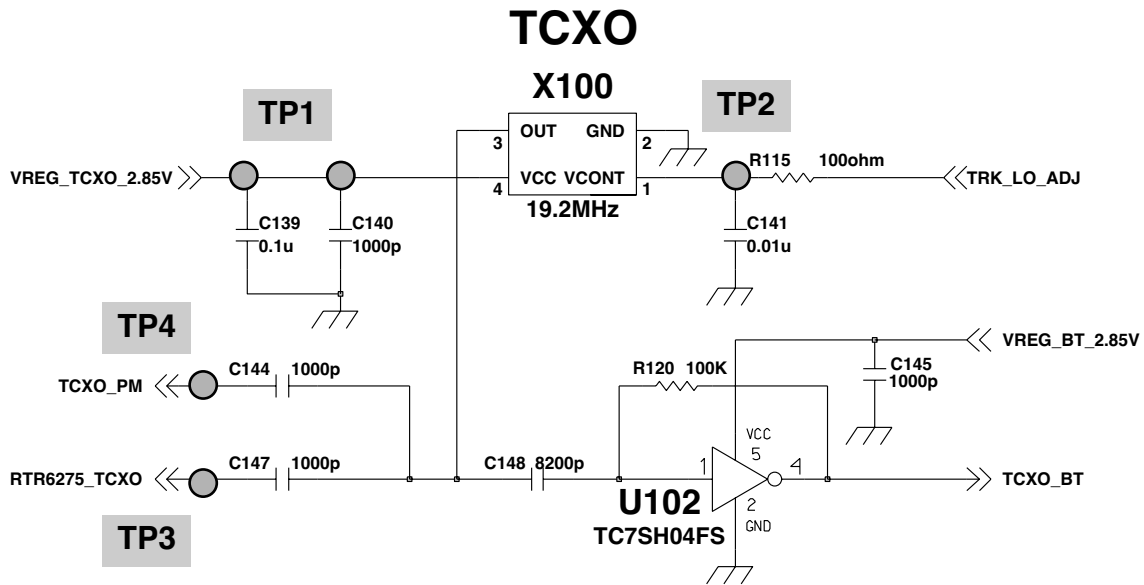 TCXO
X100
TP1
TP2
3 OUT GND 2
R115 100ohm
VREG_TCXO_2.85V
4 VCC VCONT 1
TRK_LO_ADJ
19.2MHz
C139
0.1u
C140
1000p
C141
0.01u
TP4
VREG_BT_2.85V
C144 1000p
R120 100K
C145
1000p
TCXO_PM
VCC
5
C147 1000p
C148 8200p
1
4
RTR6275_TCXO
TCXO_BT
U102
2
TC7SH04FS
GND
TP3